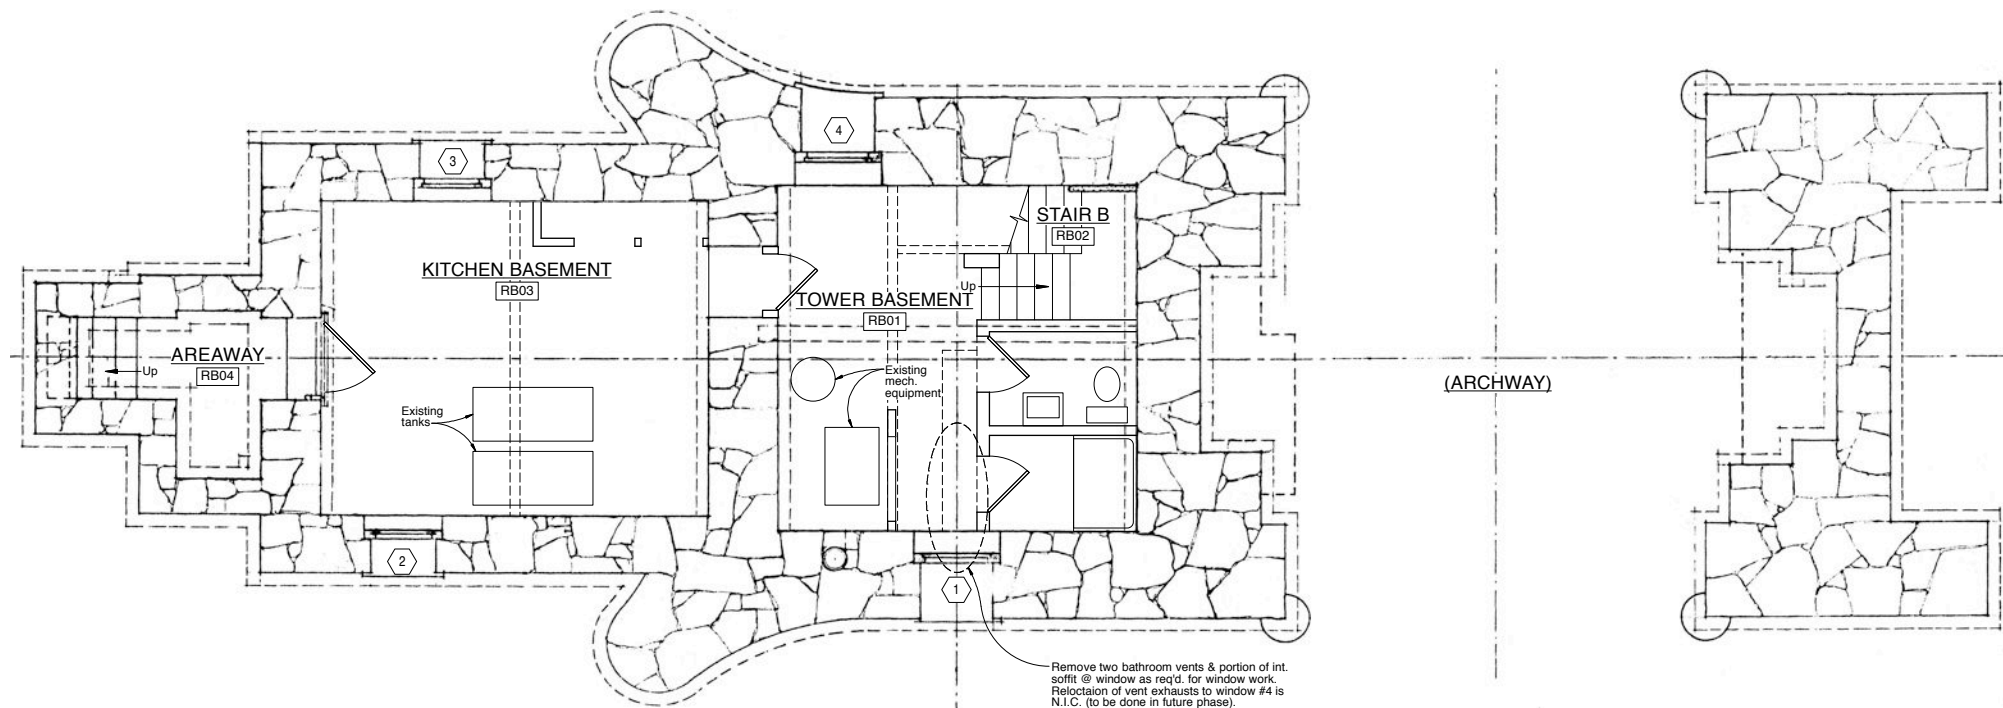 4
3
STAIR B
RB02
KITCHEN BASEMENT
RB03
Up
TOWER BASEMENT
RB01
AREAWAY
RB04
Up
Existing
mech.
equipment
(ARCHWAY)
Existing
tanks
2
1
Remove two bathroom vents & portion of int.
soffit @ window as req'd. for window work.
Reloctaion of vent exhausts to window #4 is
N.I.C. (to be done in future phase).